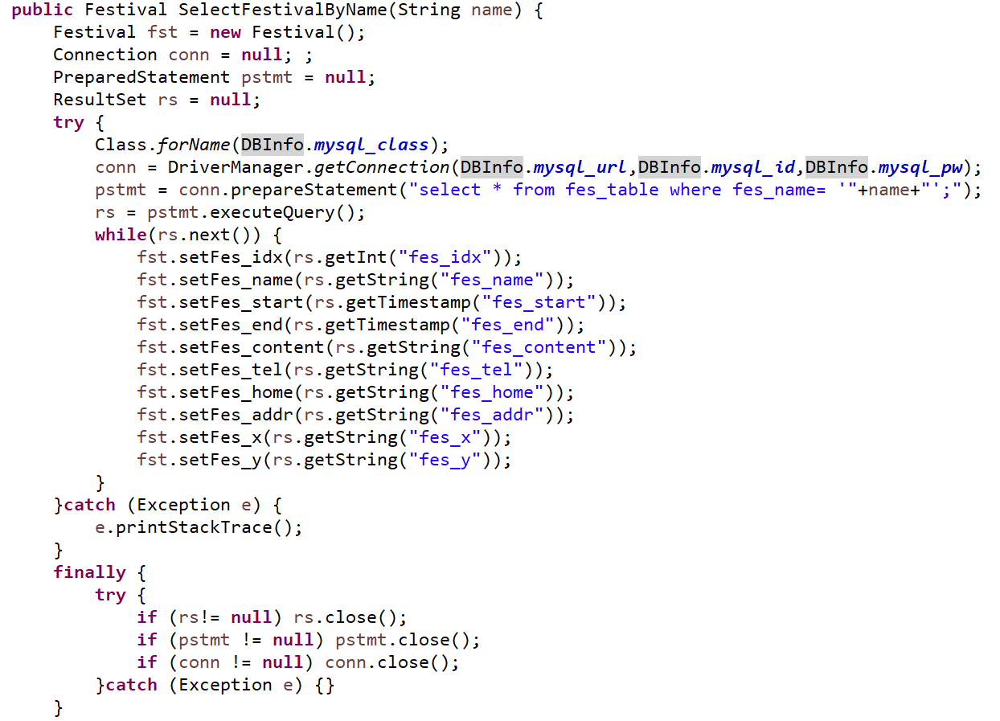 public Festival SelectFestivalByName(String name) {
    Festival fst = new Festival();
    Connection conn = null; ;
    PreparedStatement pstmt = null;
    ResultSet rs = null;
    try {
        Class.forName(DBInfo.mysql_class);
        conn = DriverManager.getConnection(DBInfo.mysql_url,DBInfo.mysql_id,DBInfo.mysql_pw);
        pstmt = conn.prepareStatement("select * from fes_table where fes_name= '"+name+"';");
        rs = pstmt.executeQuery();
        while(rs.next()) {
            fst.setFes_idx(rs.getInt("fes_idx"));
            fst.setFes_name(rs.getString("fes_name"));
            fst.setFes_start(rs.getTimestamp("fes_start"));
            fst.setFes_end(rs.getTimestamp("fes_end"));
            fst.setFes_content(rs.getString("fes_content"));
            fst.setFes_tel(rs.getString("fes_tel"));
            fst.setFes_home(rs.getString("fes_home"));
            fst.setFes_addr(rs.getString("fes_addr"));
            fst.setFes_x(rs.getString("fes_x"));
            fst.setFes_y(rs.getString("fes_y"));
        }
    }catch (Exception e) {
        e.printStackTrace();
    }
    finally {
        try {
            if (rs!= null) rs.close();
            if (pstmt != null) pstmt.close();
            if (conn != null) conn.close();
        }catch (Exception e) {}
    }